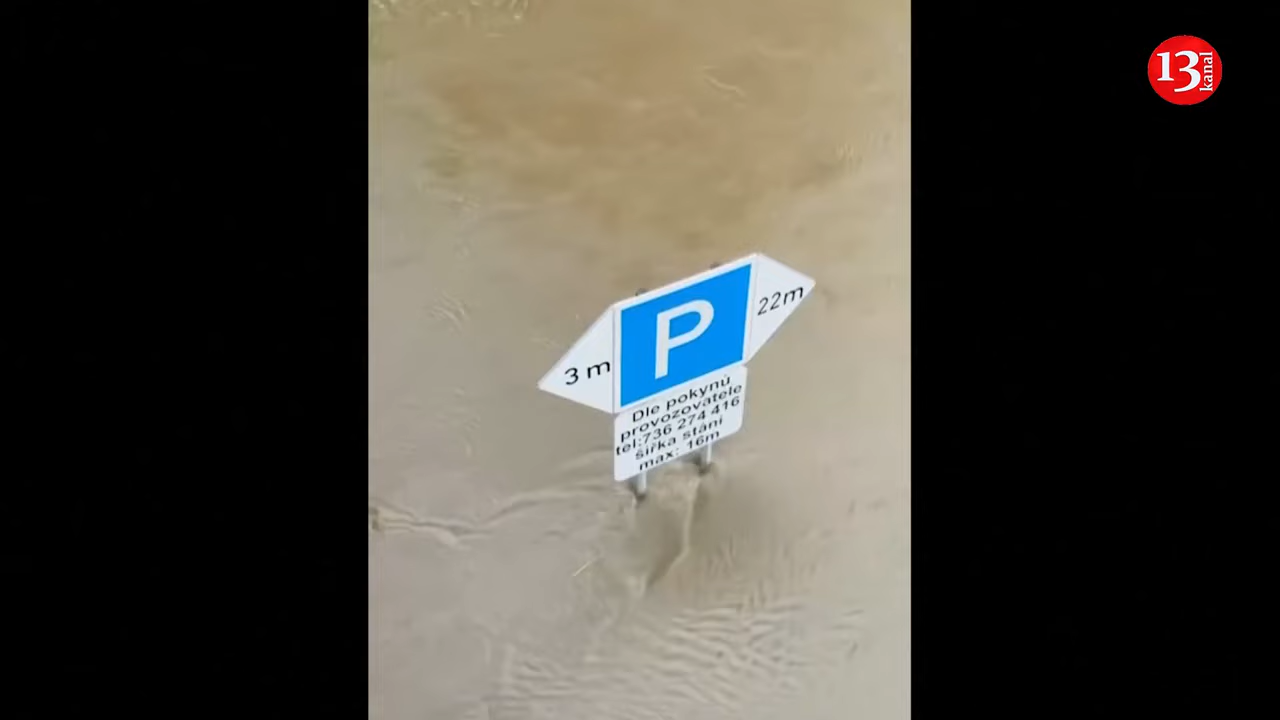 13 kanal
22m
P
3 m
Dle pokynů
provozovatele
tel:736 274 416
šířka stání
max: 16m